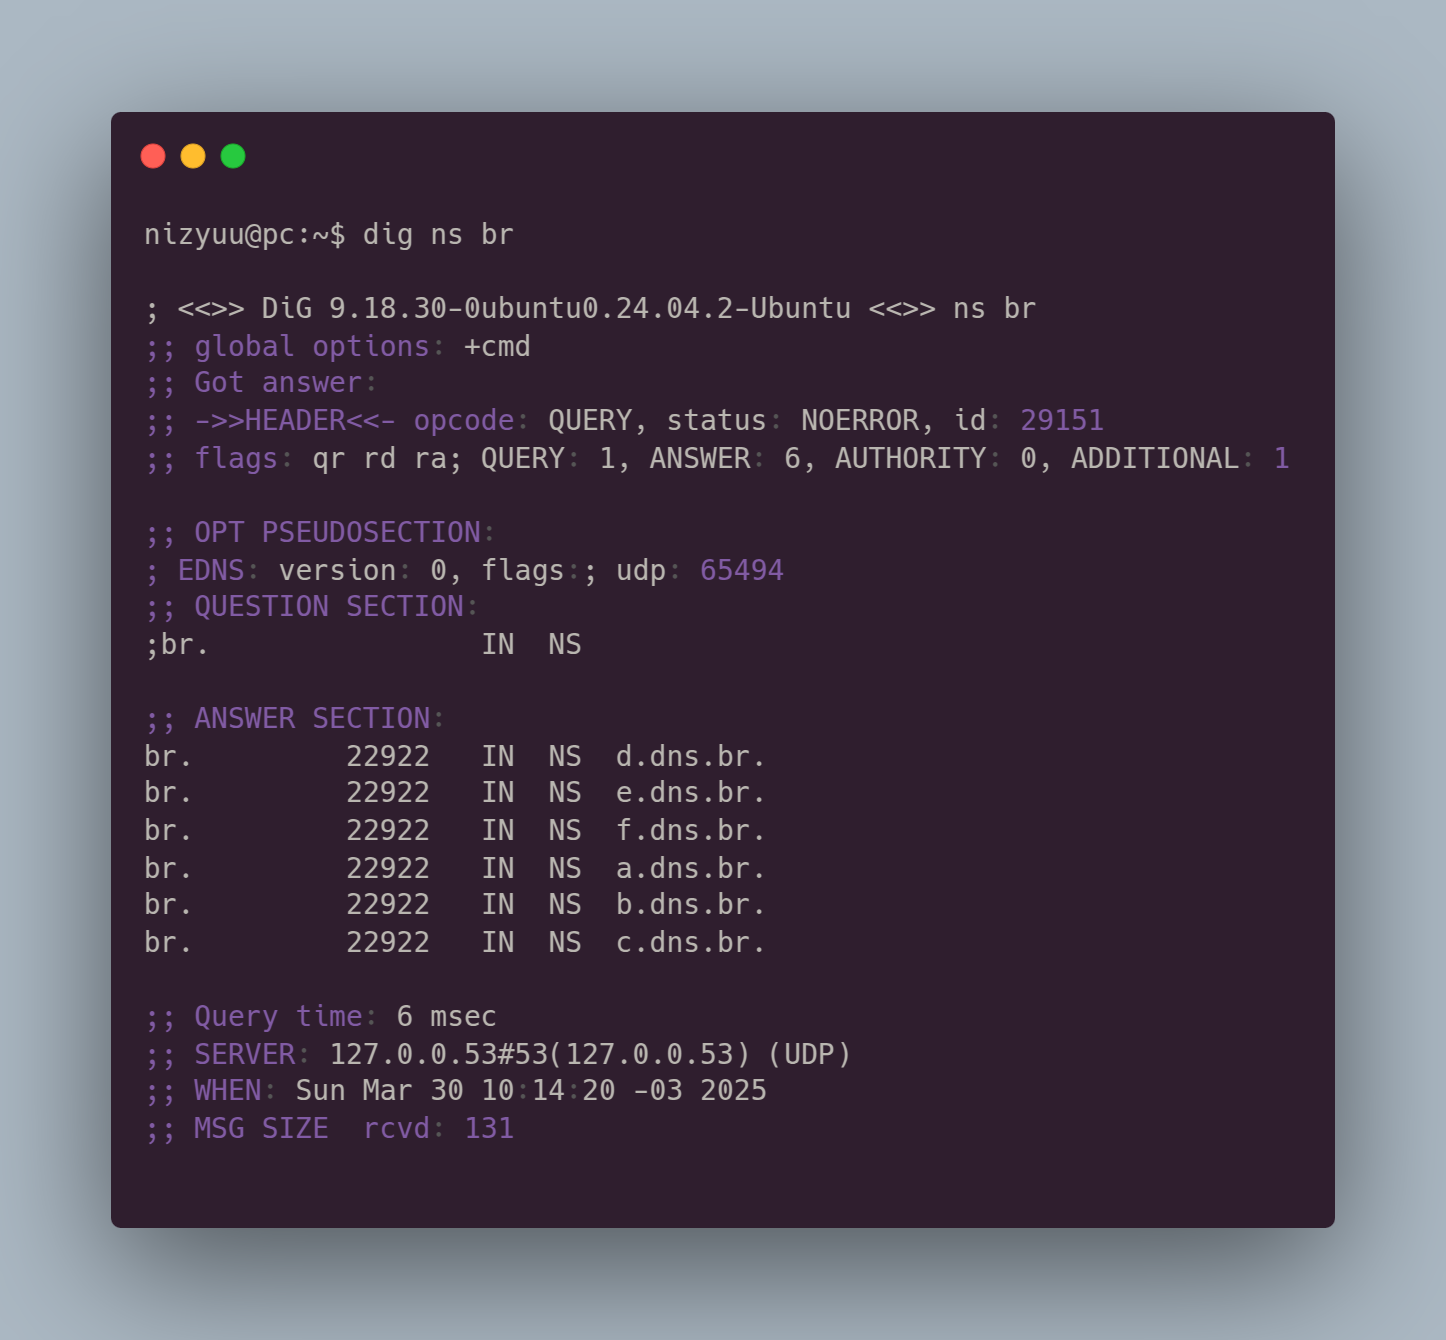 nizyuu@pc:~$ dig ns br
; <<>> DiG 9.18.30-0ubuntu0.24.04.2-Ubuntu <<>> ns br
;; global options: +cmd
;; Got answer:
;; ->>HEADER<<- opcode: QUERY, status: NOERROR, id: 29151
;; flags: qr rd ra; QUERY: 1, ANSWER: 6, AUTHORITY: 0, ADDITIONAL: 1
;; OPT PSEUDOSECTION:
; EDNS: version: 0, flags:; udp: 65494
;; QUESTION SECTION:
;br.                IN  NS
;; ANSWER SECTION:
br.         22922   IN  NS  d.dns.br.
br.         22922   IN  NS  e.dns.br.
br.         22922   IN  NS  f.dns.br.
br.         22922   IN  NS  a.dns.br.
br.         22922   IN  NS  b.dns.br.
br.         22922   IN  NS  c.dns.br.
;; Query time: 6 msec
;; SERVER: 127.0.0.53#53(127.0.0.53) (UDP)
;; WHEN: Sun Mar 30 10:14:20 -03 2025
;; MSG SIZE  rcvd: 131